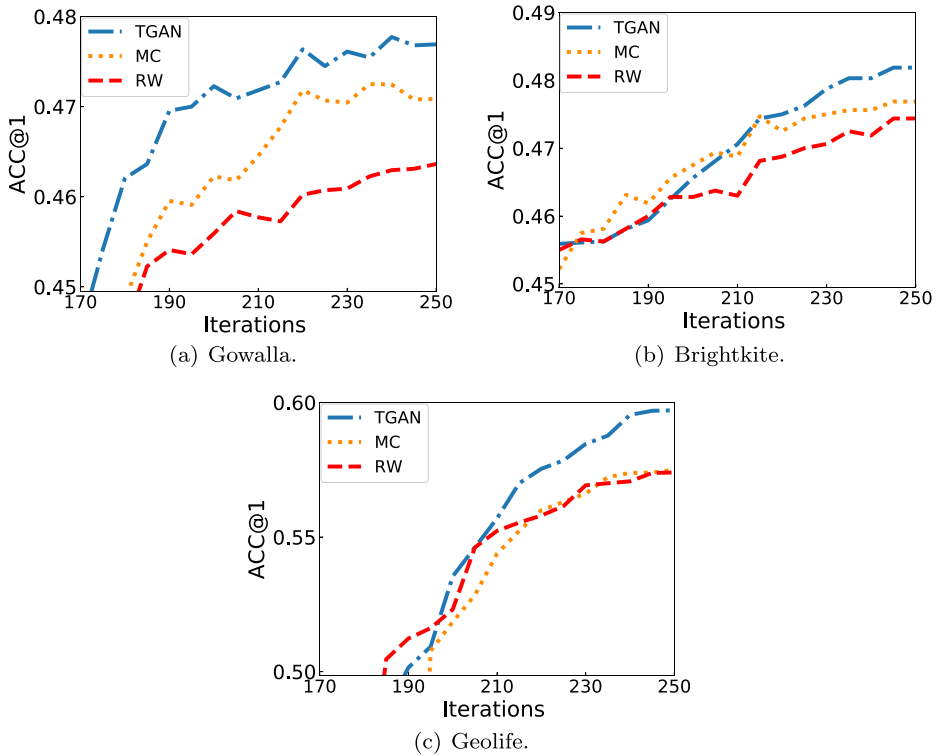 0.48
0.47
0.46
0.45
ACC@1
TGAN
MC
RW
170
190
210
230
250
Iterations
(a) Gowalla.
0.49
0.48
0.47
0.46
0.45
ACC@1
TGAN
MC
RW
170
190
210
230
250
Iterations
(b) Brightkite.
0.60
0.55
0.50
ACC@1
TGAN
MC
RW
170
190
210
230
250
Iterations
(c) Geolife.